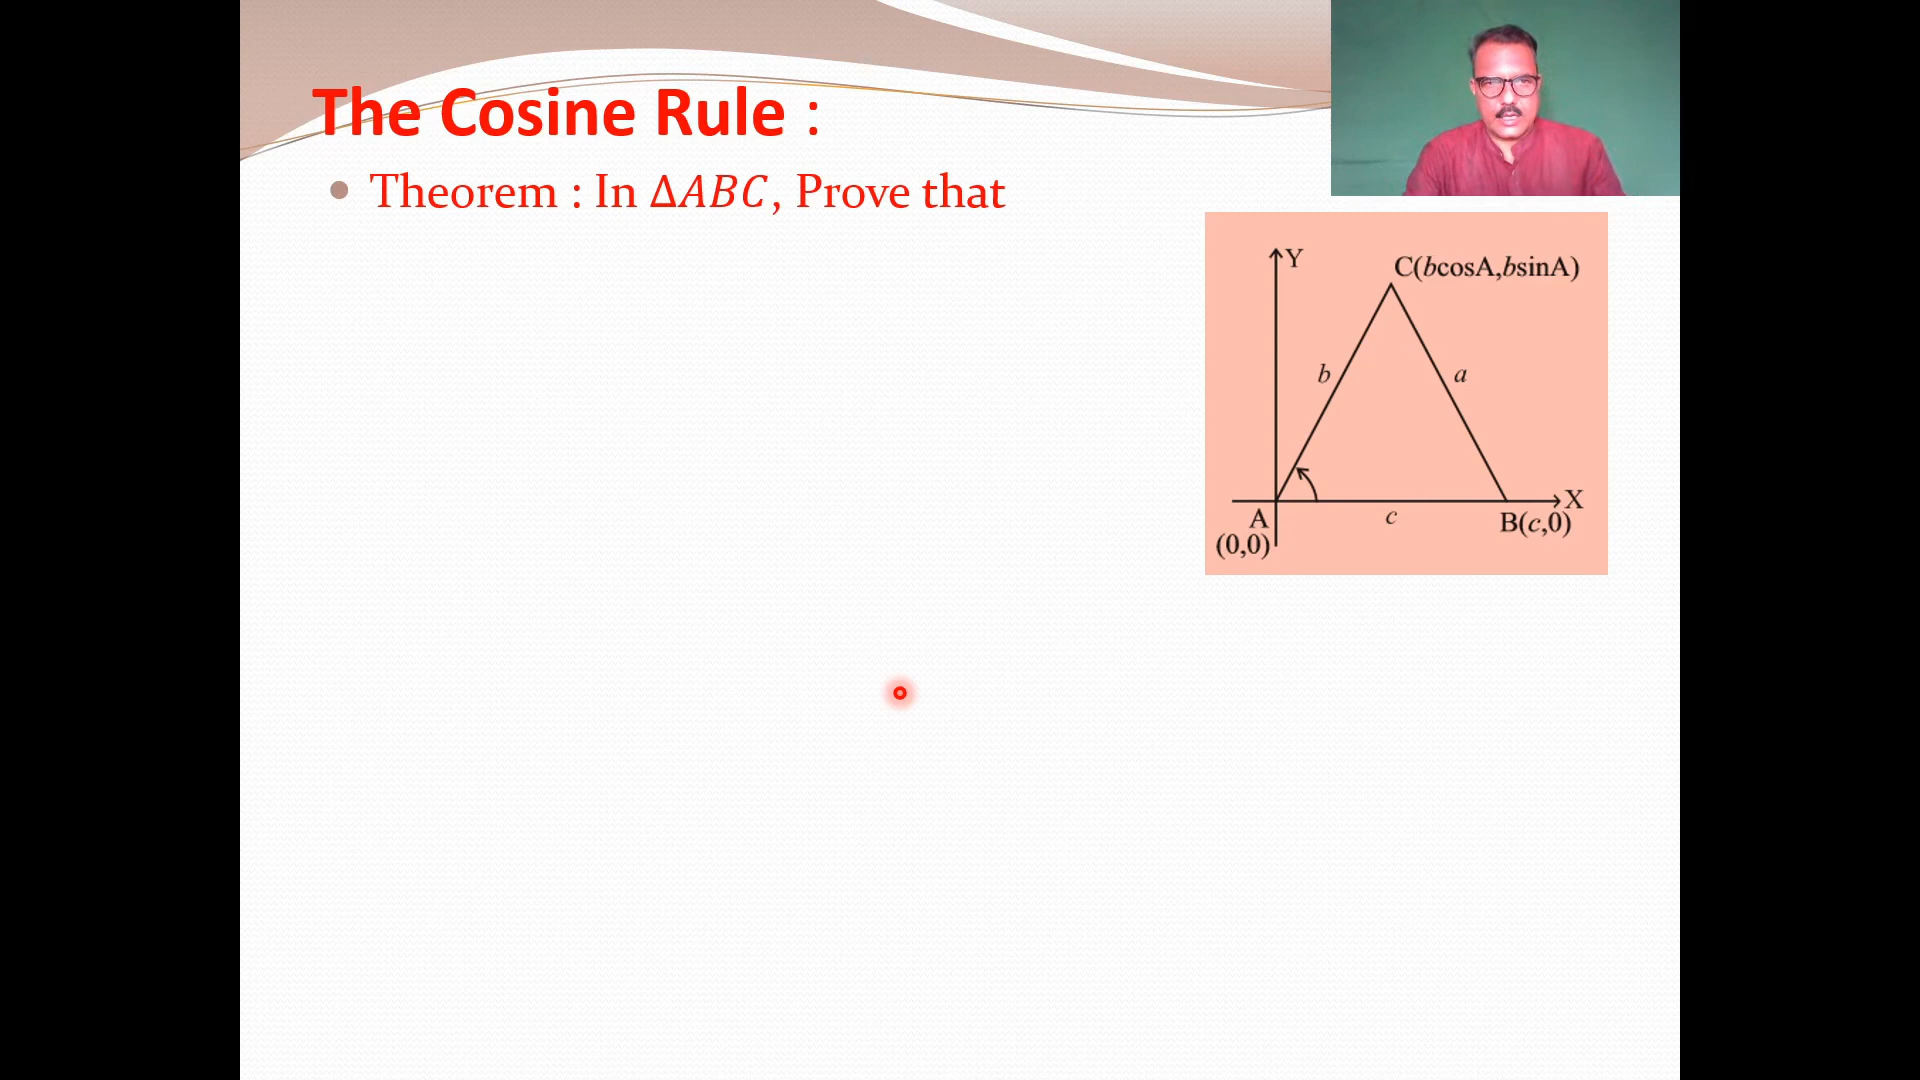 The Cosine Rule :
Theorem : In ΔABC, Prove that
Y
C(bcosA,bsinA)
b
a
X
A
c
B(c,0)
(0,0)